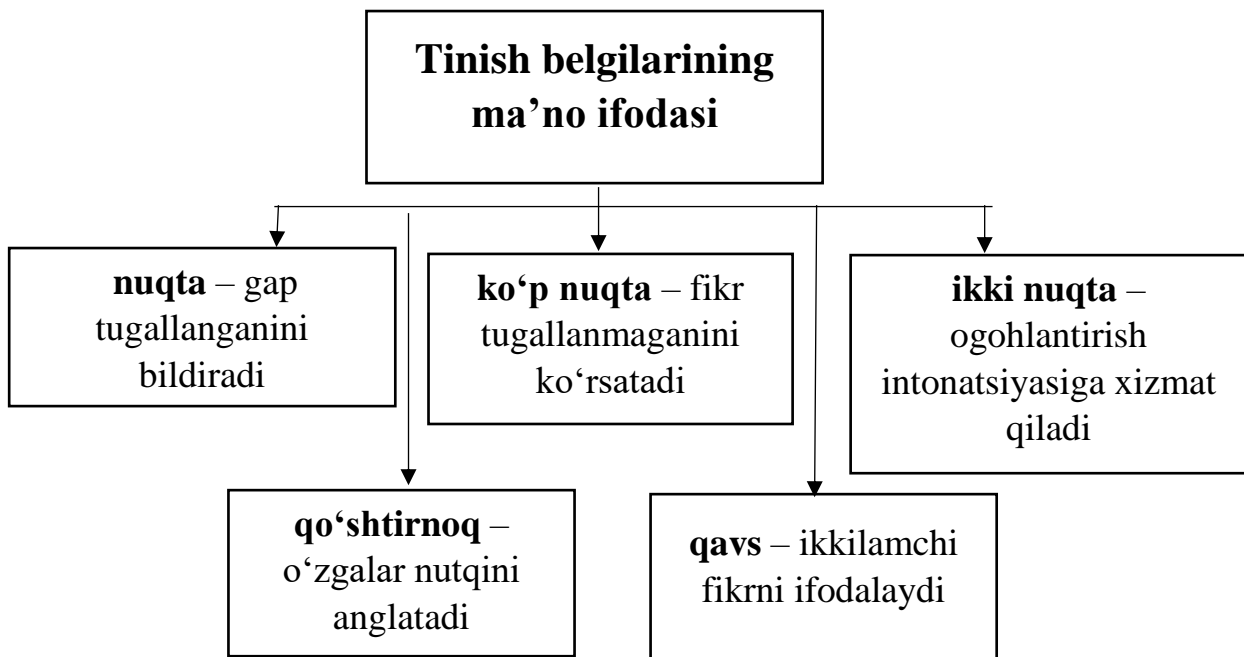 Tinish belgilarining
ma’no ifodasi
nuqta – gap
tugallanganini
bildiradi
ko‘p nuqta – fikr
tugallanmaganini
ko‘rsatadi
ikki nuqta –
ogohlantirish
intonatsiyasiga xizmat
qiladi
qo‘shtirnoq –
o‘zgalar nutqini
anglatadi
qavs – ikkilamchi
fikrni ifodalaydi